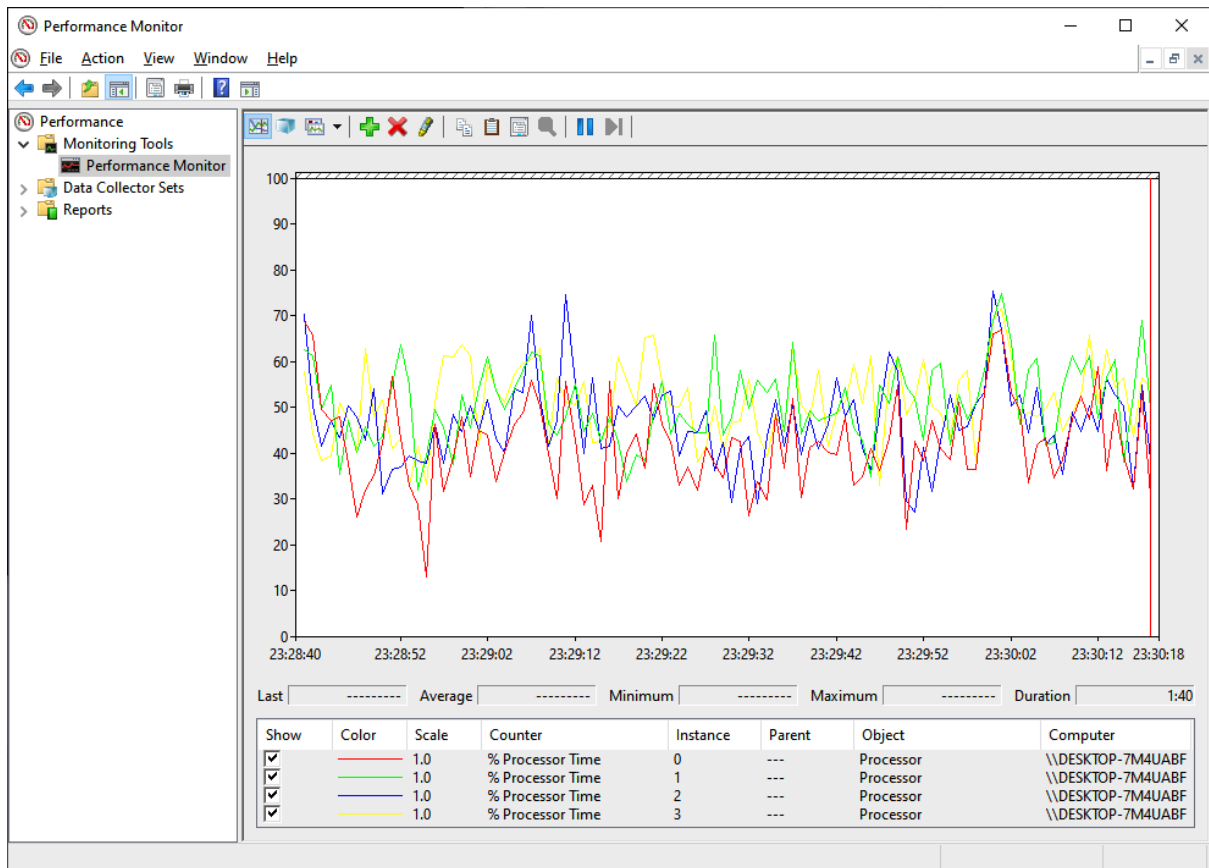 Performance Monitor
File Action View Window Help
Performance
Monitoring Tools
Performance Monitor
Data Collector Sets
Reports
100
90
80
70
60
50
40
30
20
10
0
23:28:40 23:28:52 23:29:02 23:29:12 23:29:22 23:29:32 23:29:42 23:29:52 23:30:02 23:30:12 23:30:18
Last --------- Average --------- Minimum --------- Maximum --------- Duration 1:40
Show Color Scale Counter Instance Parent Object Computer
1.0 % Processor Time 0 --- Processor \\DESKTOP-7M4UABF
1.0 % Processor Time 1 --- Processor \\DESKTOP-7M4UABF
1.0 % Processor Time 2 --- Processor \\DESKTOP-7M4UABF
1.0 % Processor Time 3 --- Processor \\DESKTOP-7M4UABF